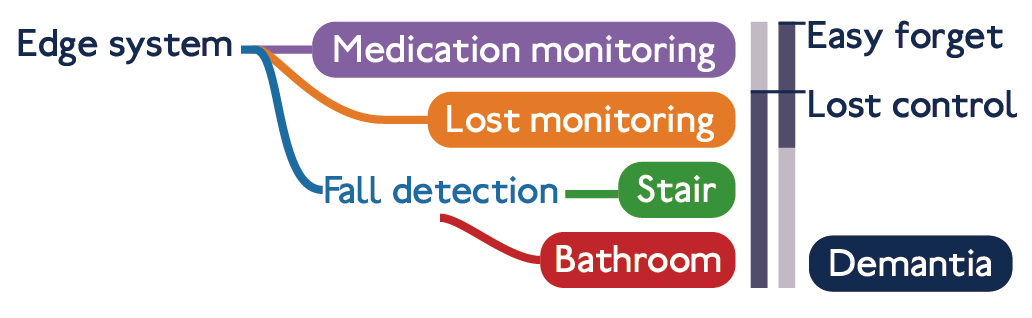 Edge system
Medication monitoring
Easy forget
Lost monitoring
Lost control
Fall detection
Stair
Bathroom
Demantia